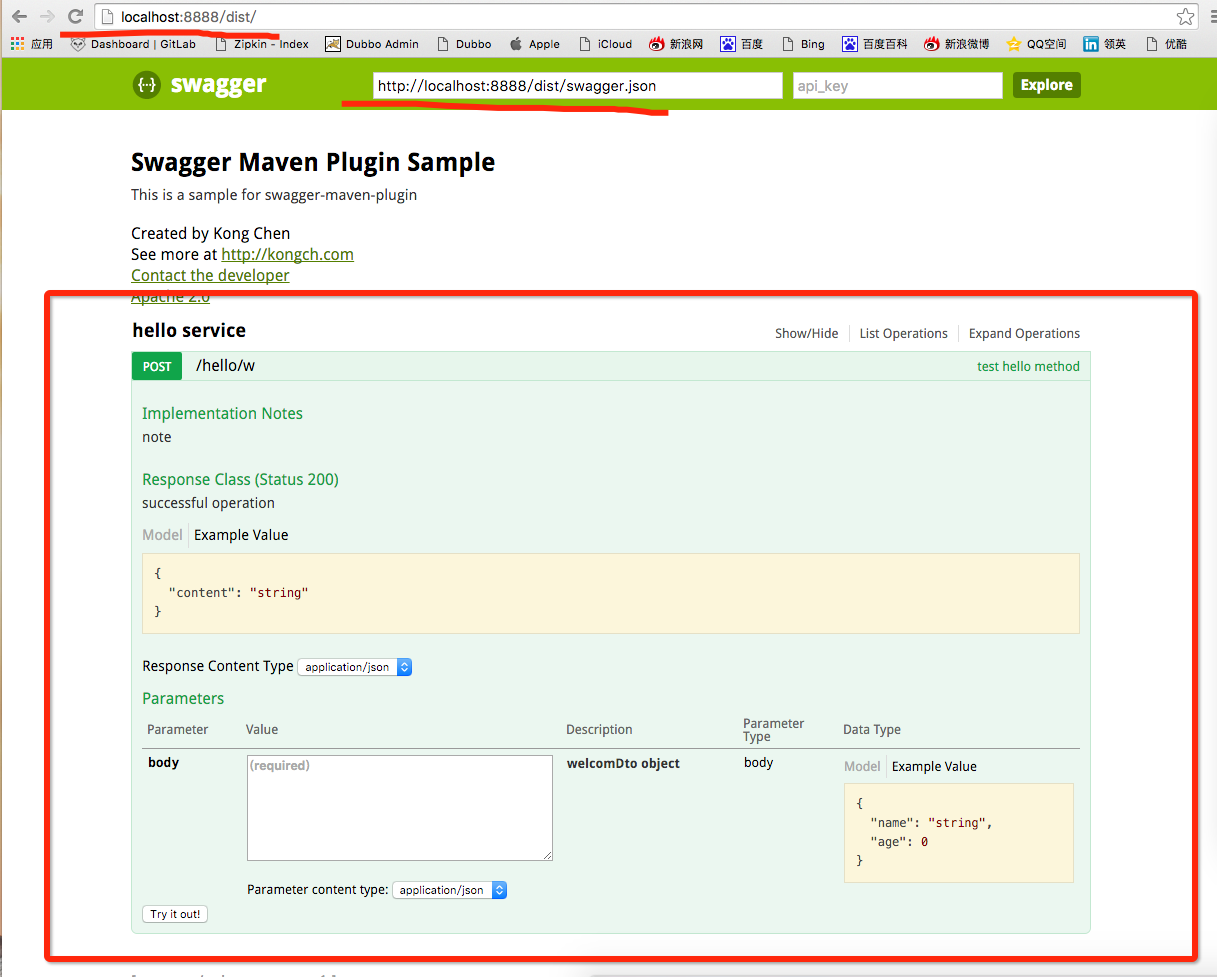 localhost:8888/dist/
应用 Dashboard | GitLab Zipkin - Index Dubbo Admin Dubbo Apple iCloud 新浪网 百度 Bing 百度百科 新浪微博 QQ空间 领英 优酷
{··} swagger http://localhost:8888/dist/swagger.json api_key Explore
Swagger Maven Plugin Sample
This is a sample for swagger-maven-plugin
Created by Kong Chen
See more at http://kongch.com
Contact the developer
Apache 2.0
hello service Show/Hide List Operations Expand Operations
POST /hello/w test hello method
Implementation Notes
note
Response Class (Status 200)
successful operation
Model Example Value
{
"content": "string"
}
Response Content Type application/json
Parameters
Parameter Value Description Parameter Type Data Type
body (required) welcomDto object body Model Example Value
{
"name": "string",
"age": 0
}
Parameter content type: application/json
Try it out!